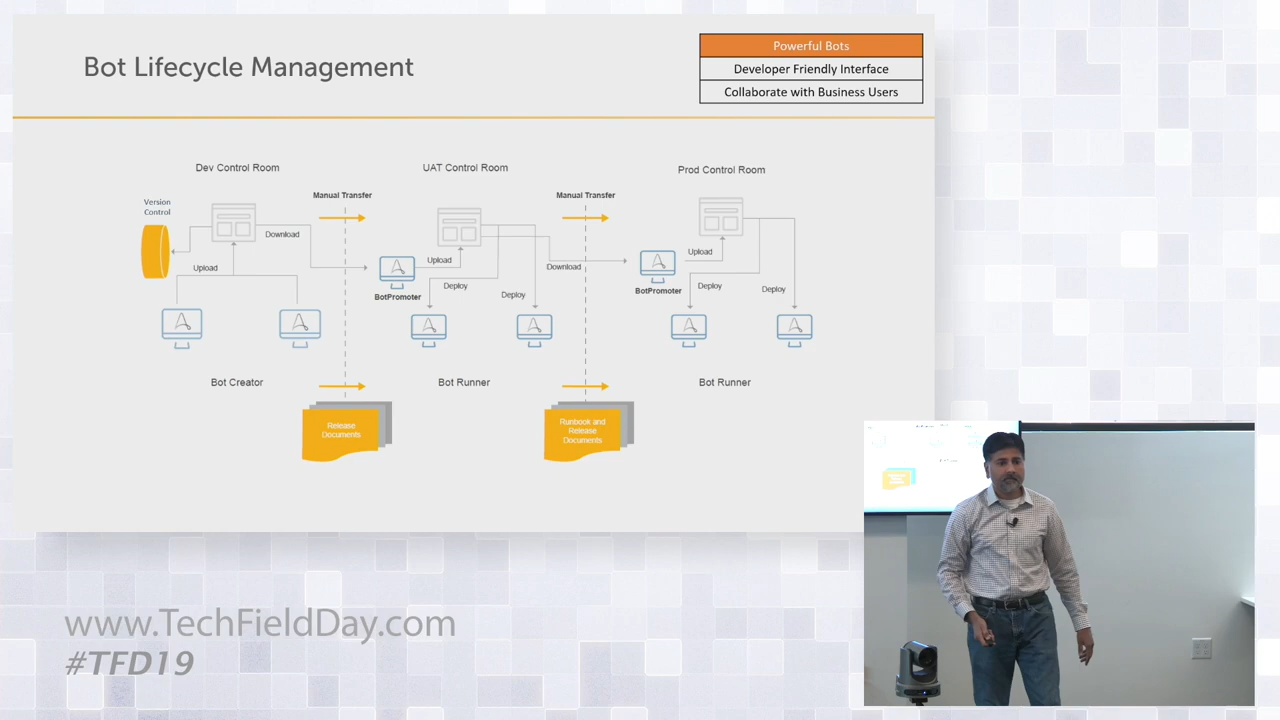 Bot Lifecycle Management
Powerful Bots
Developer Friendly Interface
Collaborate with Business Users
Dev Control Room
UAT Control Room
Prod Control Room
Manual Transfer
Manual Transfer
Version
Control
Download
Upload
Upload
BotPromoter
Deploy
Deploy
Download
Upload
BotPromoter
Deploy
Deploy
Bot Creator
Bot Runner
Bot Runner
Release
Documents
Runbook and
Release
Documents
www.TechFieldDay.com
#TFD19